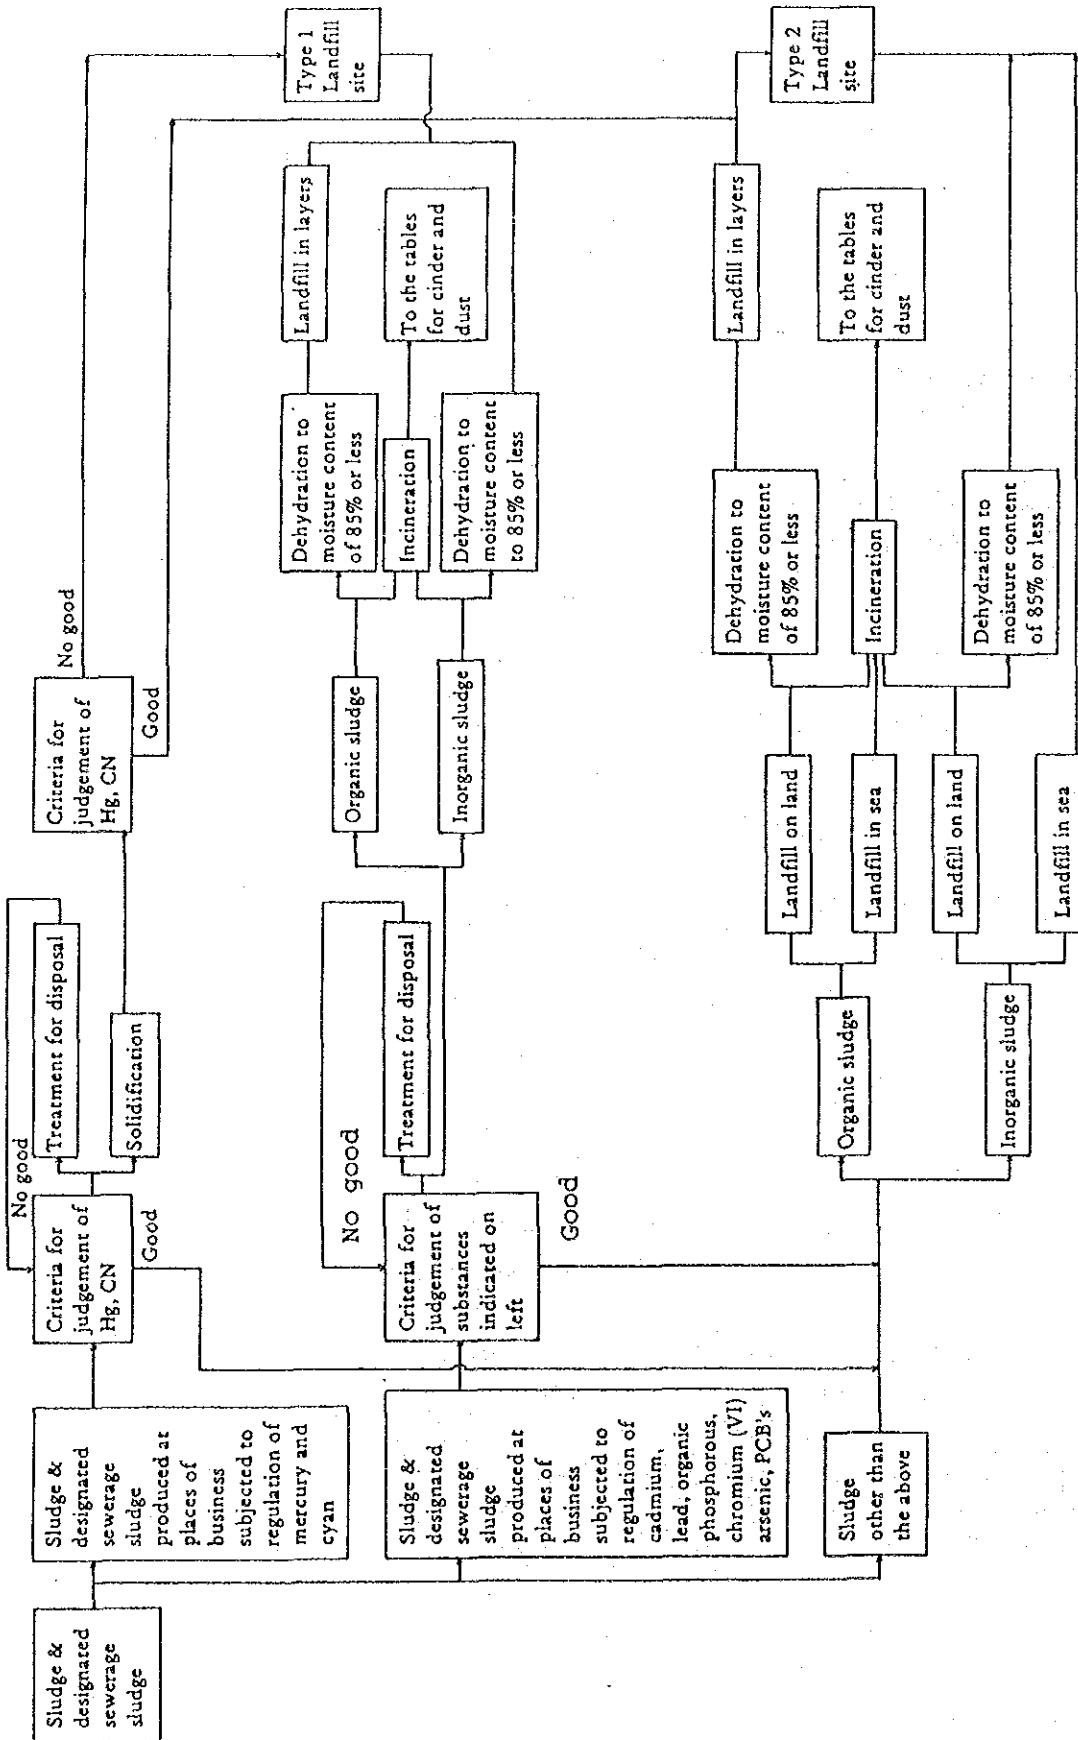 Sludge &
designated
sewerage
sludge
Sludge &
designated
sewerage
sludge
produced at
places of
business
subjected to
regulation of
mercury and
cyan
Criteria for
judgement of
Hg, CN
No good
Good
Treatment for disposal
Solidification
Criteria for
judgement of
Hg, CN
No good
Good
Type 1
Landfill
site
Sludge &
designated
sewerage
sludge
produced at
places of
business
subjected to
regulation of
cadmium,
lead, organic
phosphorous,
chromium (VI)
arsenic, PCB's
Criteria for
judgement of
substances
indicated on
left
No good
Good
Treatment for disposal
Organic sludge
Inorganic sludge
Dehydration to
moisture content
of 85% or less
Incineration
Dehydration to
moisture content
to 85% or less
Landfill in layers
To the tables
for cinder and
dust
Sludge
other than
the above
Organic sludge
Inorganic sludge
Landfill on land
Landfill in sea
Landfill on land
Landfill in sea
Dehydration to
moisture content
of 85% or less
Incineration
Dehydration to
moisture content
of 85% or less
Landfill in layers
To the tables
for cinder and
dust
Type 2
Landfill
site